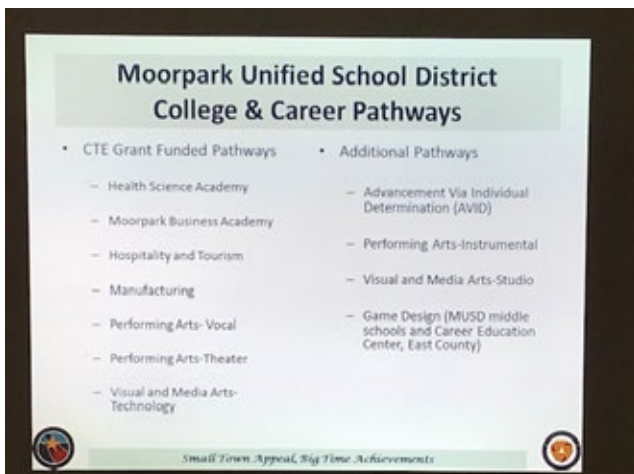 Moorpark Unified School District
College & Career Pathways
• CTE Grant Funded Pathways
– Health Science Academy
– Moorpark Business Academy
– Hospitality and Tourism
– Manufacturing
– Performing Arts- Vocal
– Performing Arts-Theater
– Visual and Media Arts-
Technology
• Additional Pathways
– Advancement Via Individual
Determination (AVID)
– Performing Arts-Instrumental
– Visual and Media Arts-Studio
– Game Design (MUSD middle
schools and Career Education
Center, East County)
Small Town Appeal, Big Time Achievements